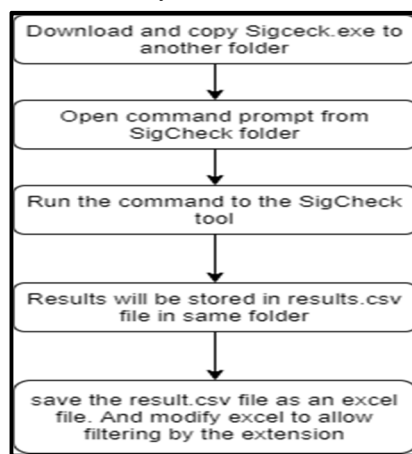 Download and copy Sigceck.exe to
another folder
Open command prompt from
SigCheck folder
Run the command to the SigCheck
tool
Results will be stored in results.csv
file in same folder
save the result.csv file as an excel
file. And modify excel to allow
filtering by the extension